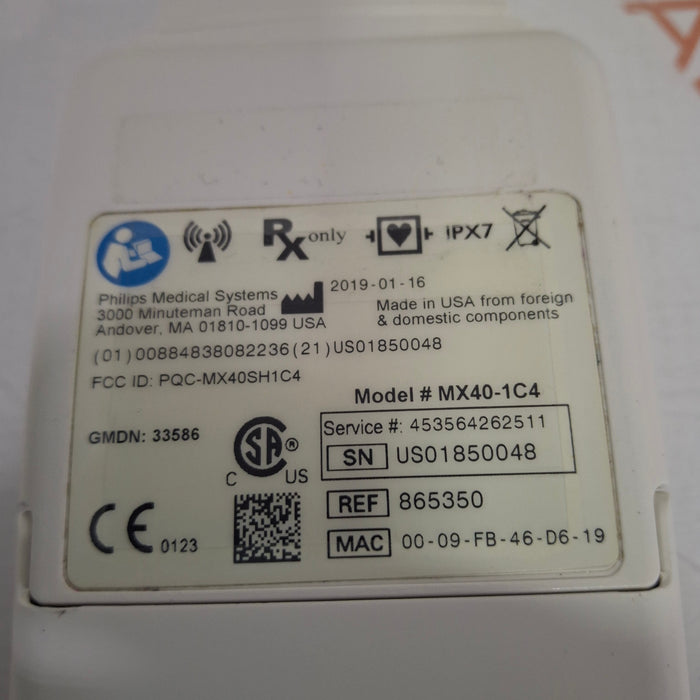 Rx only
IPX7
2019-01-16
Philips Medical Systems
3000 Minuteman Road
Andover, MA 01810-1099 USA
Made in USA from foreign
& domestic components
(01)00884838082236(21)US01850048
FCC ID: PQC-MX40SH1C4
Model # MX40-1C4
Service #: 453564262511
SN US01850048
GMDN: 33586
CSA®
C US
REF 865350
CE 0123
MAC 00-09-FB-46-D6-19